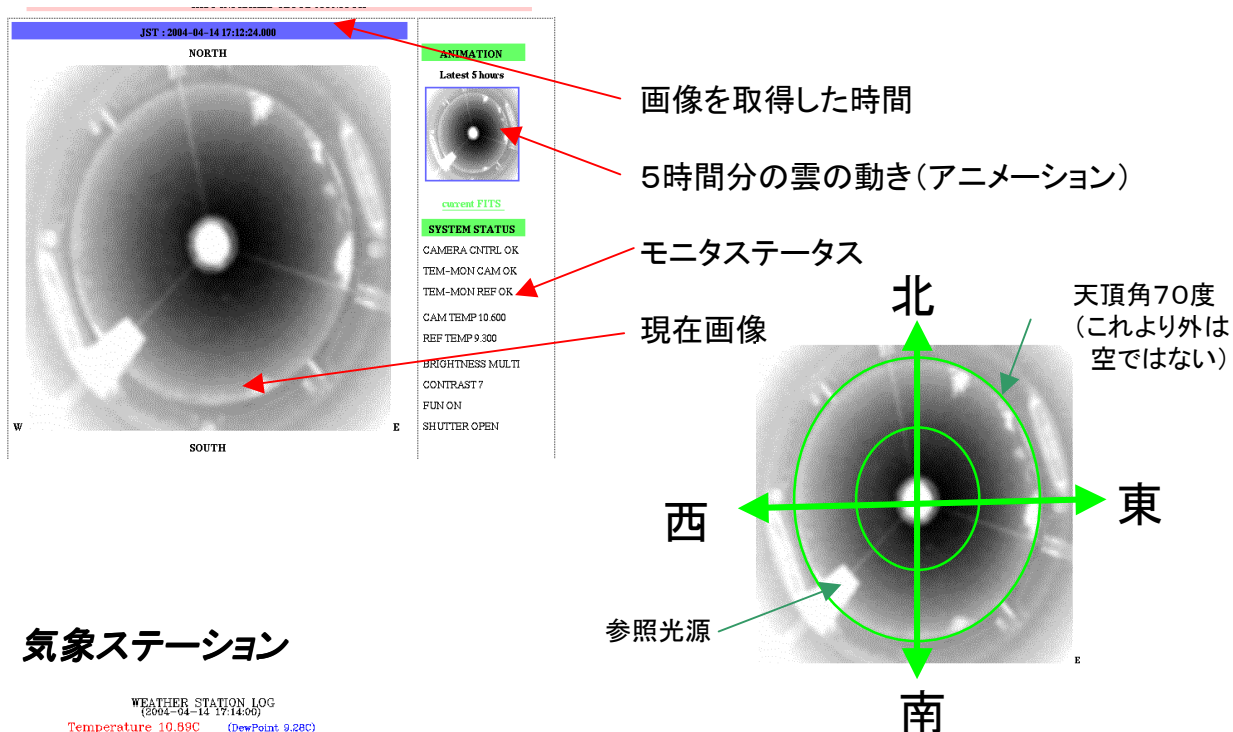 JST : 2004-04-14 17:12:24.000
NORTH
W
E
SOUTH
ANIMATION
Latest 5 hours
current FITS
SYSTEM STATUS
CAMERA CNTRL OK
TEM-MON CAM OK
TEM-MON REF OK
CAM TEMP 10.600
REF TEMP 9.300
BRIGHTNESS MULTI
CONTRAST 7
FUN ON
SHUTTER OPEN
画像を取得した時間
5時間分の雲の動き(アニメーション)
モニタステータス
現在画像
北
天頂角70度
(これより外は
空ではない)
西
東
参照光源
E
南
気象ステーション
WEATHER STATION LOG
(2004-04-14 17:14:00)
Temperature 10.89C (DewPoint 9.28C)